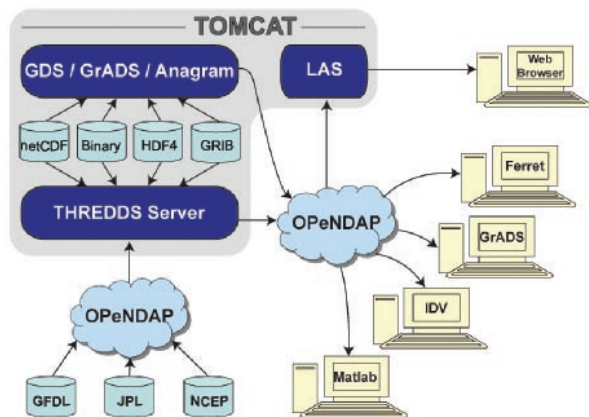 TOMCAT
GDS / GrADS / Anagram
LAS
Web
Browser
netCDF
Binary
HDF4
GRIB
THREDDS Server
OPeNDAP
Ferret
GrADS
IDV
Matlab
OPeNDAP
GFDL
JPL
NCEP